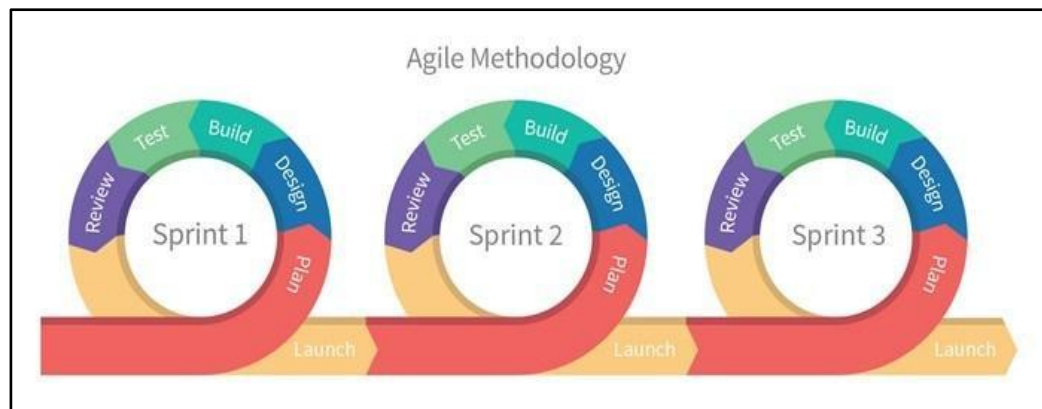 Agile Methodology
Test
Build
Review
Design
Sprint 1
Plan
Launch
Test
Build
Review
Design
Sprint 2
Plan
Launch
Test
Build
Review
Design
Sprint 3
Plan
Launch